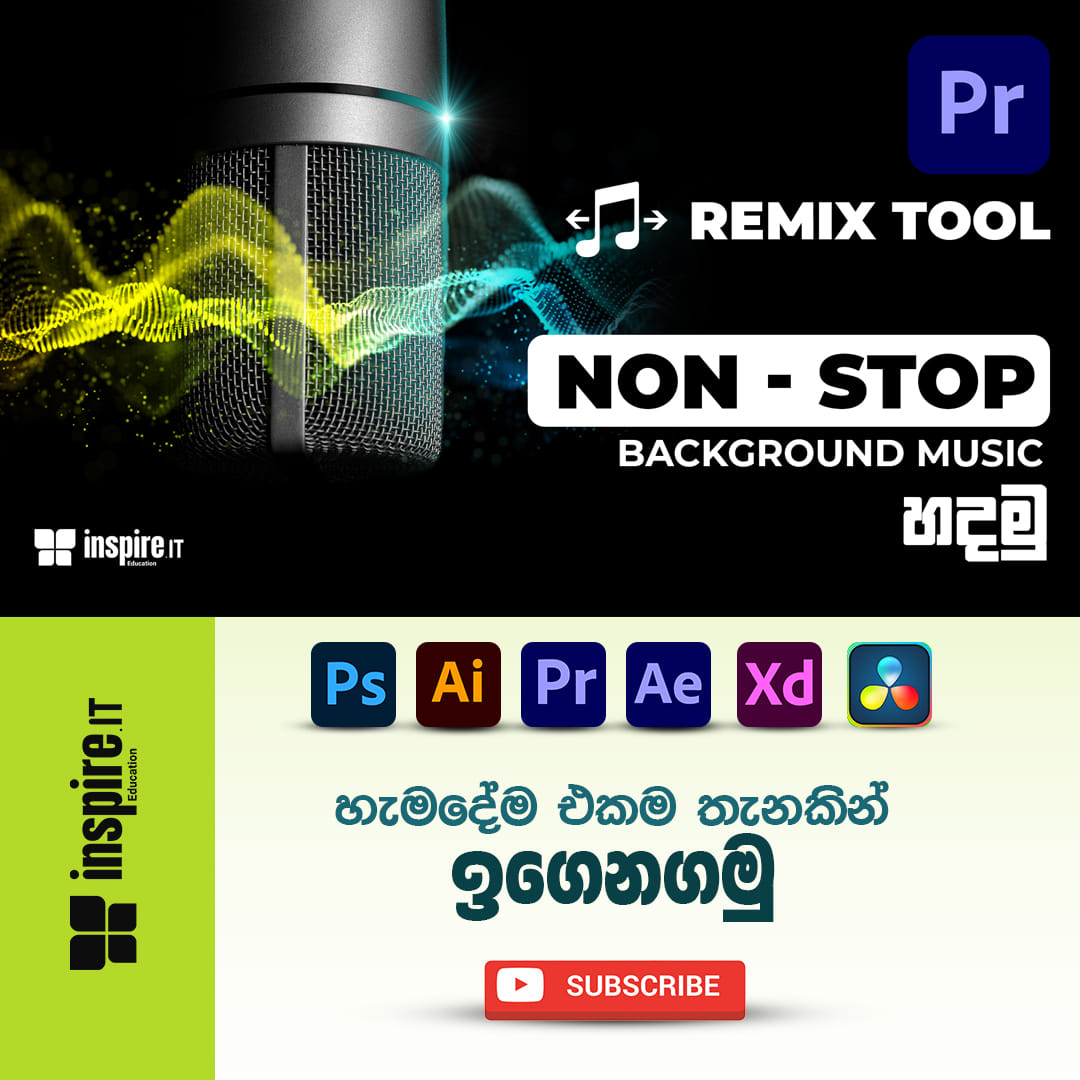 Pr
REMIX TOOL
NON - STOP
BACKGROUND MUSIC
හදමු
inspire.IT
Education
Ps Ai Pr Ae Xd
inspire.IT
Education
හැමදේම එකම තැනකින්
ඉගෙනගමු
SUBSCRIBE